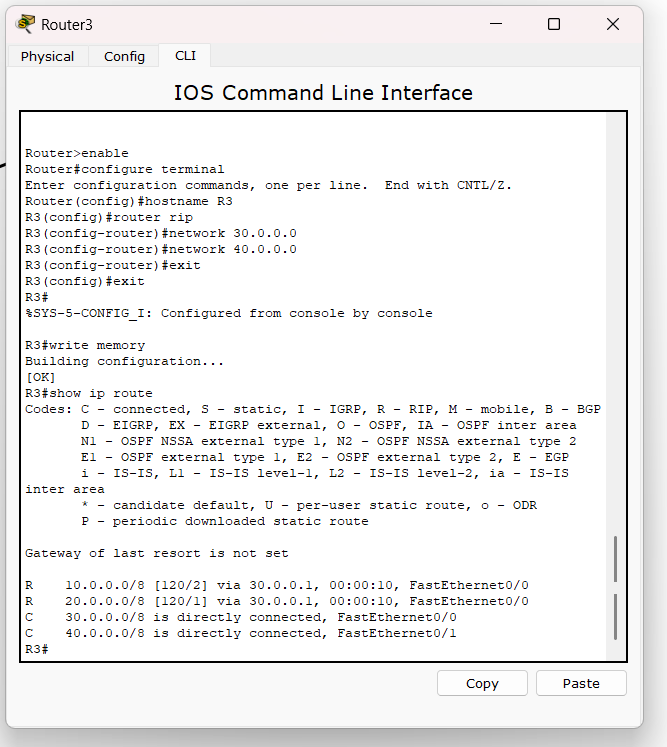 Router3
Physical Config CLI
IOS Command Line Interface
Router>enable
Router#configure terminal
Enter configuration commands, one per line.  End with CNTL/Z.
Router(config)#hostname R3
R3(config)#router rip
R3(config-router)#network 30.0.0.0
R3(config-router)#network 40.0.0.0
R3(config-router)#exit
R3(config)#exit
R3#
%SYS-5-CONFIG_I: Configured from console by console
R3#write memory
Building configuration...
[OK]
R3#show ip route
Codes: C - connected, S - static, I - IGRP, R - RIP, M - mobile, B - BGP
       D - EIGRP, EX - EIGRP external, O - OSPF, IA - OSPF inter area
       N1 - OSPF NSSA external type 1, N2 - OSPF NSSA external type 2
       E1 - OSPF external type 1, E2 - OSPF external type 2, E - EGP
       i - IS-IS, L1 - IS-IS level-1, L2 - IS-IS level-2, ia - IS-IS
inter area
       * - candidate default, U - per-user static route, o - ODR
       P - periodic downloaded static route
Gateway of last resort is not set
R    10.0.0.0/8 [120/2] via 30.0.0.1, 00:00:10, FastEthernet0/0
R    20.0.0.0/8 [120/1] via 30.0.0.1, 00:00:10, FastEthernet0/0
C    30.0.0.0/8 is directly connected, FastEthernet0/0
C    40.0.0.0/8 is directly connected, FastEthernet0/1
R3#
Copy Paste